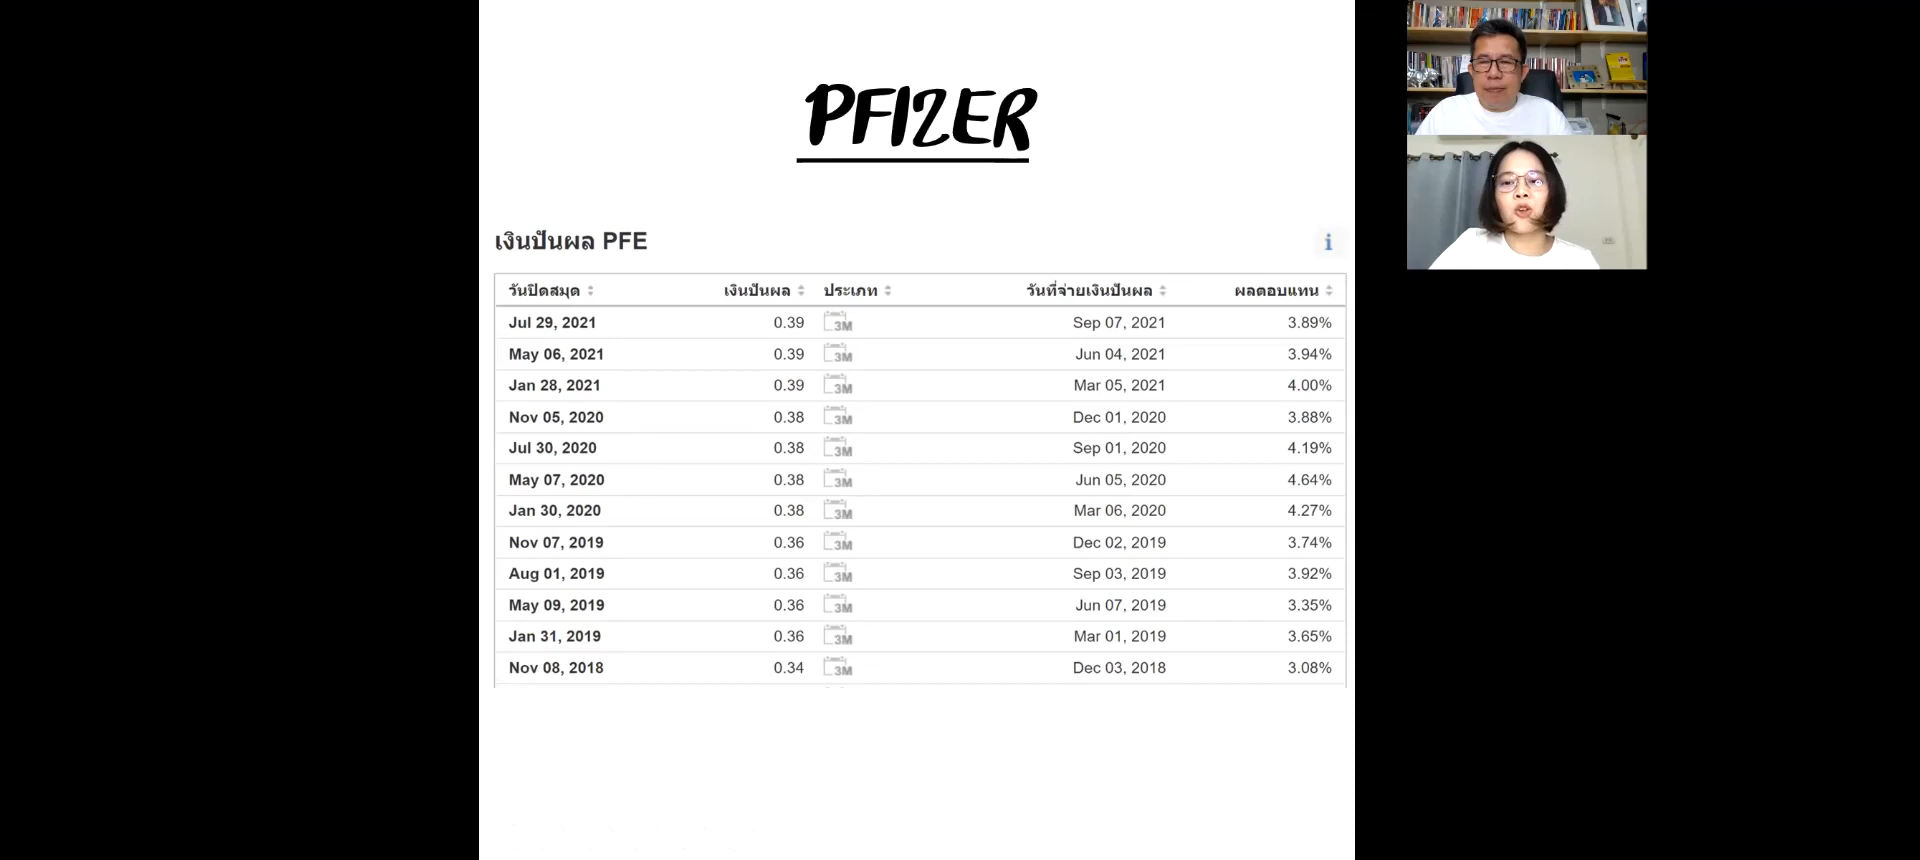 PFIZER
เงินปันผล PFE
วันปิดสมุด เงินปันผล ประเภท วันที่จ่ายเงินปันผล ผลตอบแทน
Jul 29, 2021 0.39 3M Sep 07, 2021 3.89%
May 06, 2021 0.39 3M Jun 04, 2021 3.94%
Jan 28, 2021 0.39 3M Mar 05, 2021 4.00%
Nov 05, 2020 0.38 3M Dec 01, 2020 3.88%
Jul 30, 2020 0.38 3M Sep 01, 2020 4.19%
May 07, 2020 0.38 3M Jun 05, 2020 4.64%
Jan 30, 2020 0.38 3M Mar 06, 2020 4.27%
Nov 07, 2019 0.36 3M Dec 02, 2019 3.74%
Aug 01, 2019 0.36 3M Sep 03, 2019 3.92%
May 09, 2019 0.36 3M Jun 07, 2019 3.35%
Jan 31, 2019 0.36 3M Mar 01, 2019 3.65%
Nov 08, 2018 0.34 3M Dec 03, 2018 3.08%